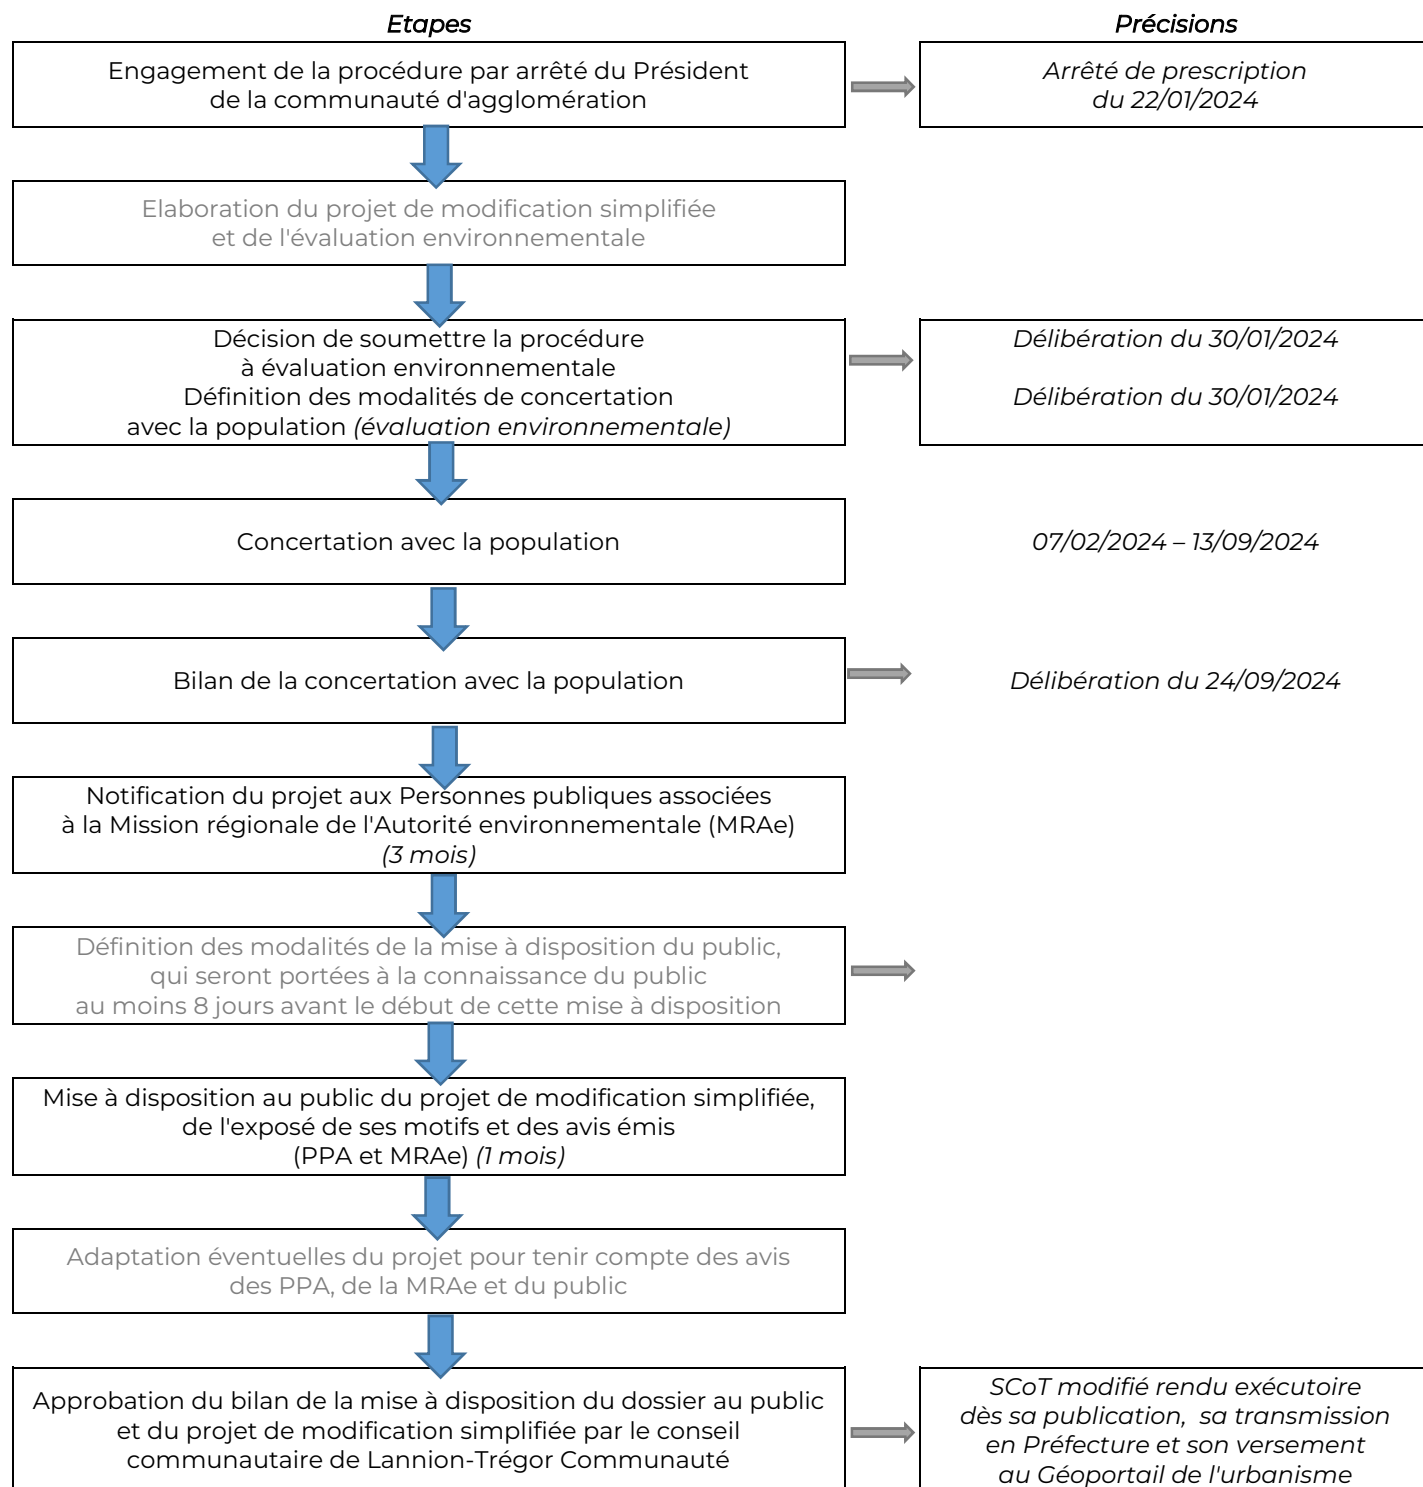 Etapes
Précisions
Engagement de la procédure par arrêté du Président
de la communauté d'agglomération
Arrêté de prescription
du 22/01/2024
Elaboration du projet de modification simplifiée
et de l'évaluation environnementale
Décision de soumettre la procédure
à évaluation environnementale
Définition des modalités de concertation
avec la population (évaluation environnementale)
Délibération du 30/01/2024
Délibération du 30/01/2024
Concertation avec la population
07/02/2024 – 13/09/2024
Bilan de la concertation avec la population
Délibération du 24/09/2024
Notification du projet aux Personnes publiques associées
à la Mission régionale de l'Autorité environnementale (MRAe)
(3 mois)
Définition des modalités de la mise à disposition du public,
qui seront portées à la connaissance du public
au moins 8 jours avant le début de cette mise à disposition
Mise à disposition au public du projet de modification simplifiée,
de l'exposé de ses motifs et des avis émis
(PPA et MRAe) (1 mois)
Adaptation éventuelles du projet pour tenir compte des avis
des PPA, de la MRAe et du public
Approbation du bilan de la mise à disposition du dossier au public
et du projet de modification simplifiée par le conseil
communautaire de Lannion-Trégor Communauté
SCoT modifié rendu exécutoire
dès sa publication, sa transmission
en Préfecture et son versement
au Géoportail de l'urbanisme